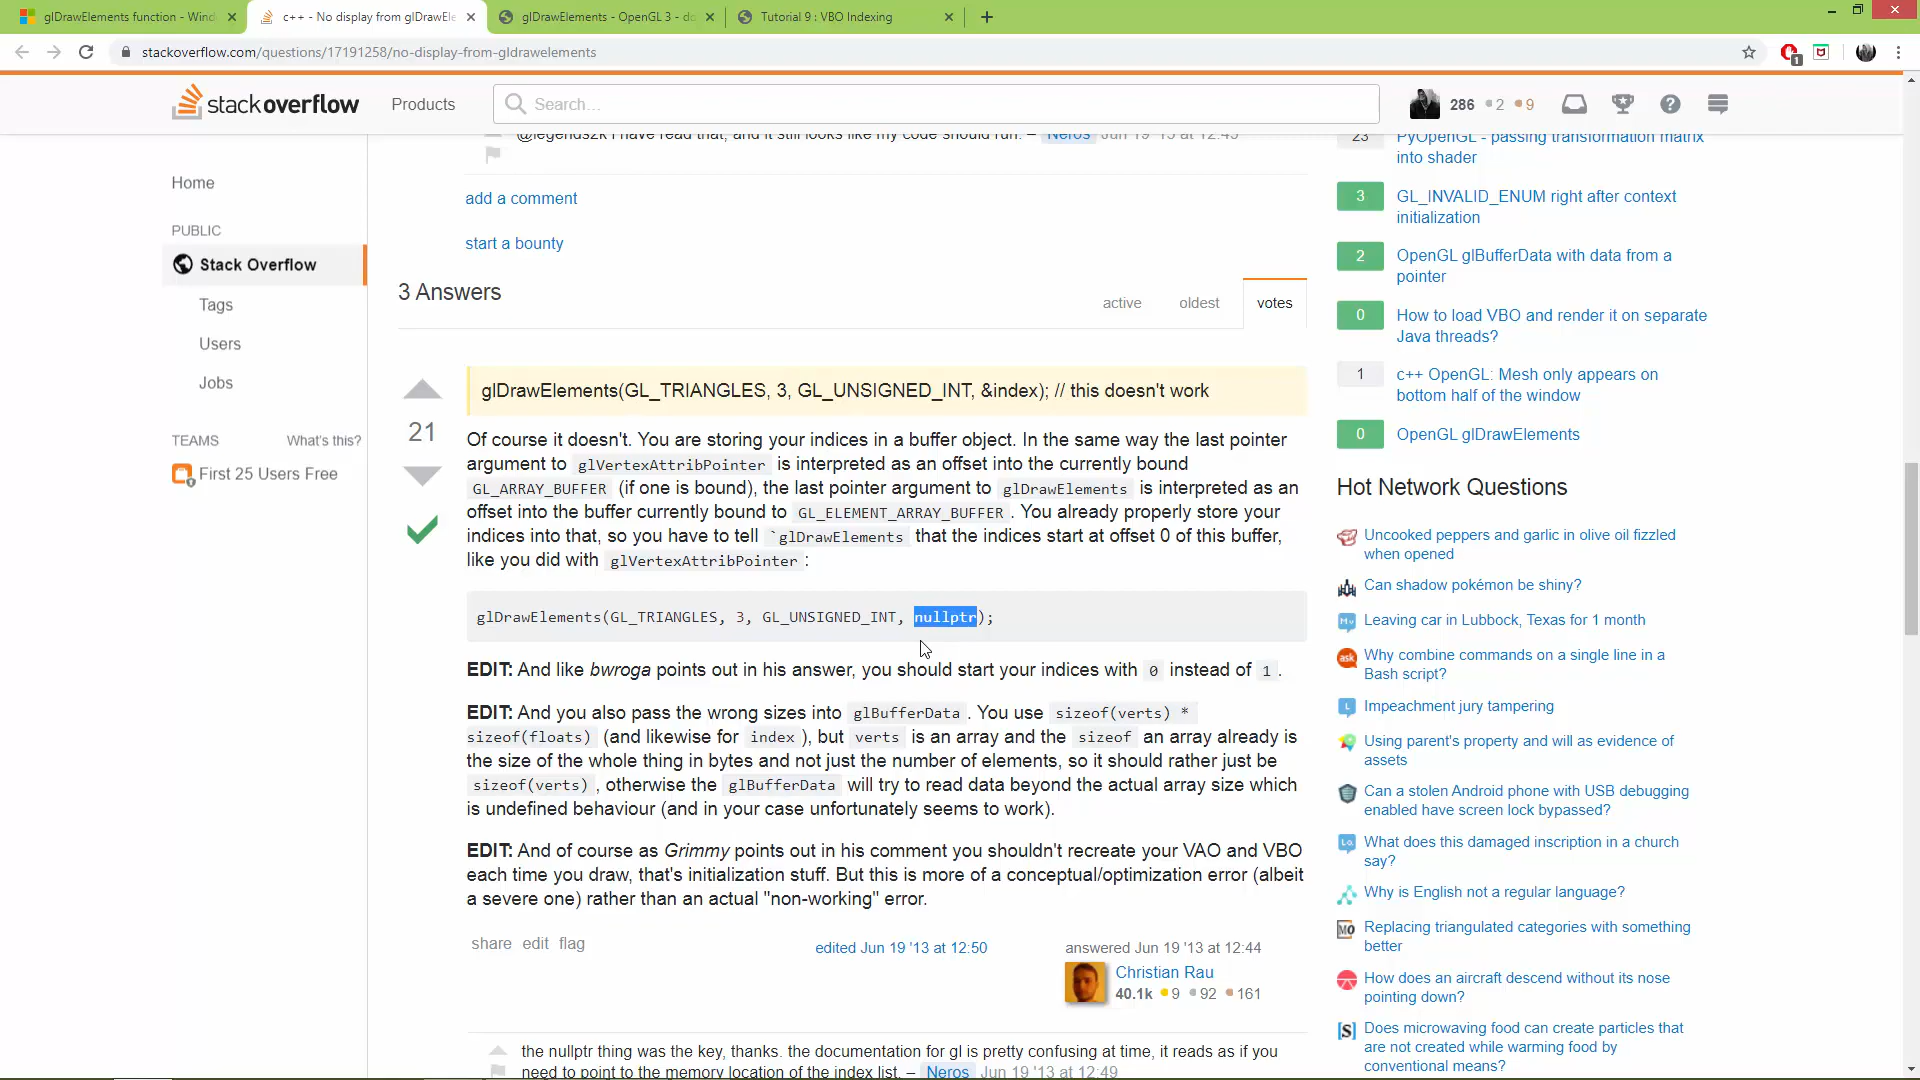 glDrawElements function - Wind
c++ - No display from glDrawEle
glDrawElements - OpenGL 3 - do
Tutorial 9 : VBO Indexing
stackoverflow.com/questions/17191258/no-display-from-gldrawelements
1
stackoverflow
Products
Search...
286
2
9
Home
PUBLIC
Stack Overflow
Tags
Users
Jobs
TEAMS
What's this?
First 25 Users Free
@legends2k I have read that, and it still looks like my code should run. – Neros Jun 19 '13 at 12:45
add a comment
start a bounty
3 Answers
active
oldest
votes
21
glDrawElements(GL_TRIANGLES, 3, GL_UNSIGNED_INT, &index); // this doesn't work
Of course it doesn't. You are storing your indices in a buffer object. In the same way the last pointer
argument to glVertexAttribPointer is interpreted as an offset into the currently bound
GL_ARRAY_BUFFER (if one is bound), the last pointer argument to glDrawElements is interpreted as an
offset into the buffer currently bound to GL_ELEMENT_ARRAY_BUFFER . You already properly store your
indices into that, so you have to tell `glDrawElements that the indices start at offset 0 of this buffer,
like you did with glVertexAttribPointer :
glDrawElements(GL_TRIANGLES, 3, GL_UNSIGNED_INT, nullptr);
EDIT: And like bwroga points out in his answer, you should start your indices with 0 instead of 1 .
EDIT: And you also pass the wrong sizes into glBufferData . You use sizeof(verts) *
sizeof(floats) (and likewise for index ), but verts is an array and the sizeof an array already is
the size of the whole thing in bytes and not just the number of elements, so it should rather just be
sizeof(verts) , otherwise the glBufferData will try to read data beyond the actual array size which
is undefined behaviour (and in your case unfortunately seems to work).
EDIT: And of course as Grimmy points out in his comment you shouldn't recreate your VAO and VBO
each time you draw, that's initialization stuff. But this is more of a conceptual/optimization error (albeit
a severe one) rather than an actual "non-working" error.
share edit flag
edited Jun 19 '13 at 12:50
answered Jun 19 '13 at 12:44
Christian Rau
40.1k 9 92 161
the nullptr thing was the key, thanks. the documentation for gl is pretty confusing at time, it reads as if you
need to point to the memory location of the index list. – Neros Jun 19 '13 at 12:49
23
PyOpenGL - passing transformation matrix
into shader
3
GL_INVALID_ENUM right after context
initialization
2
OpenGL glBufferData with data from a
pointer
0
How to load VBO and render it on separate
Java threads?
1
c++ OpenGL: Mesh only appears on
bottom half of the window
0
OpenGL glDrawElements
Hot Network Questions
Uncooked peppers and garlic in olive oil fizzled
when opened
Can shadow pokémon be shiny?
Leaving car in Lubbock, Texas for 1 month
Why combine commands on a single line in a
Bash script?
Impeachment jury tampering
Using parent's property and will as evidence of
assets
Can a stolen Android phone with USB debugging
enabled have screen lock bypassed?
What does this damaged inscription in a church
say?
Why is English not a regular language?
Replacing triangulated categories with something
better
How does an aircraft descend without its nose
pointing down?
Does microwaving food can create particles that
are not created while warming food by
conventional means?